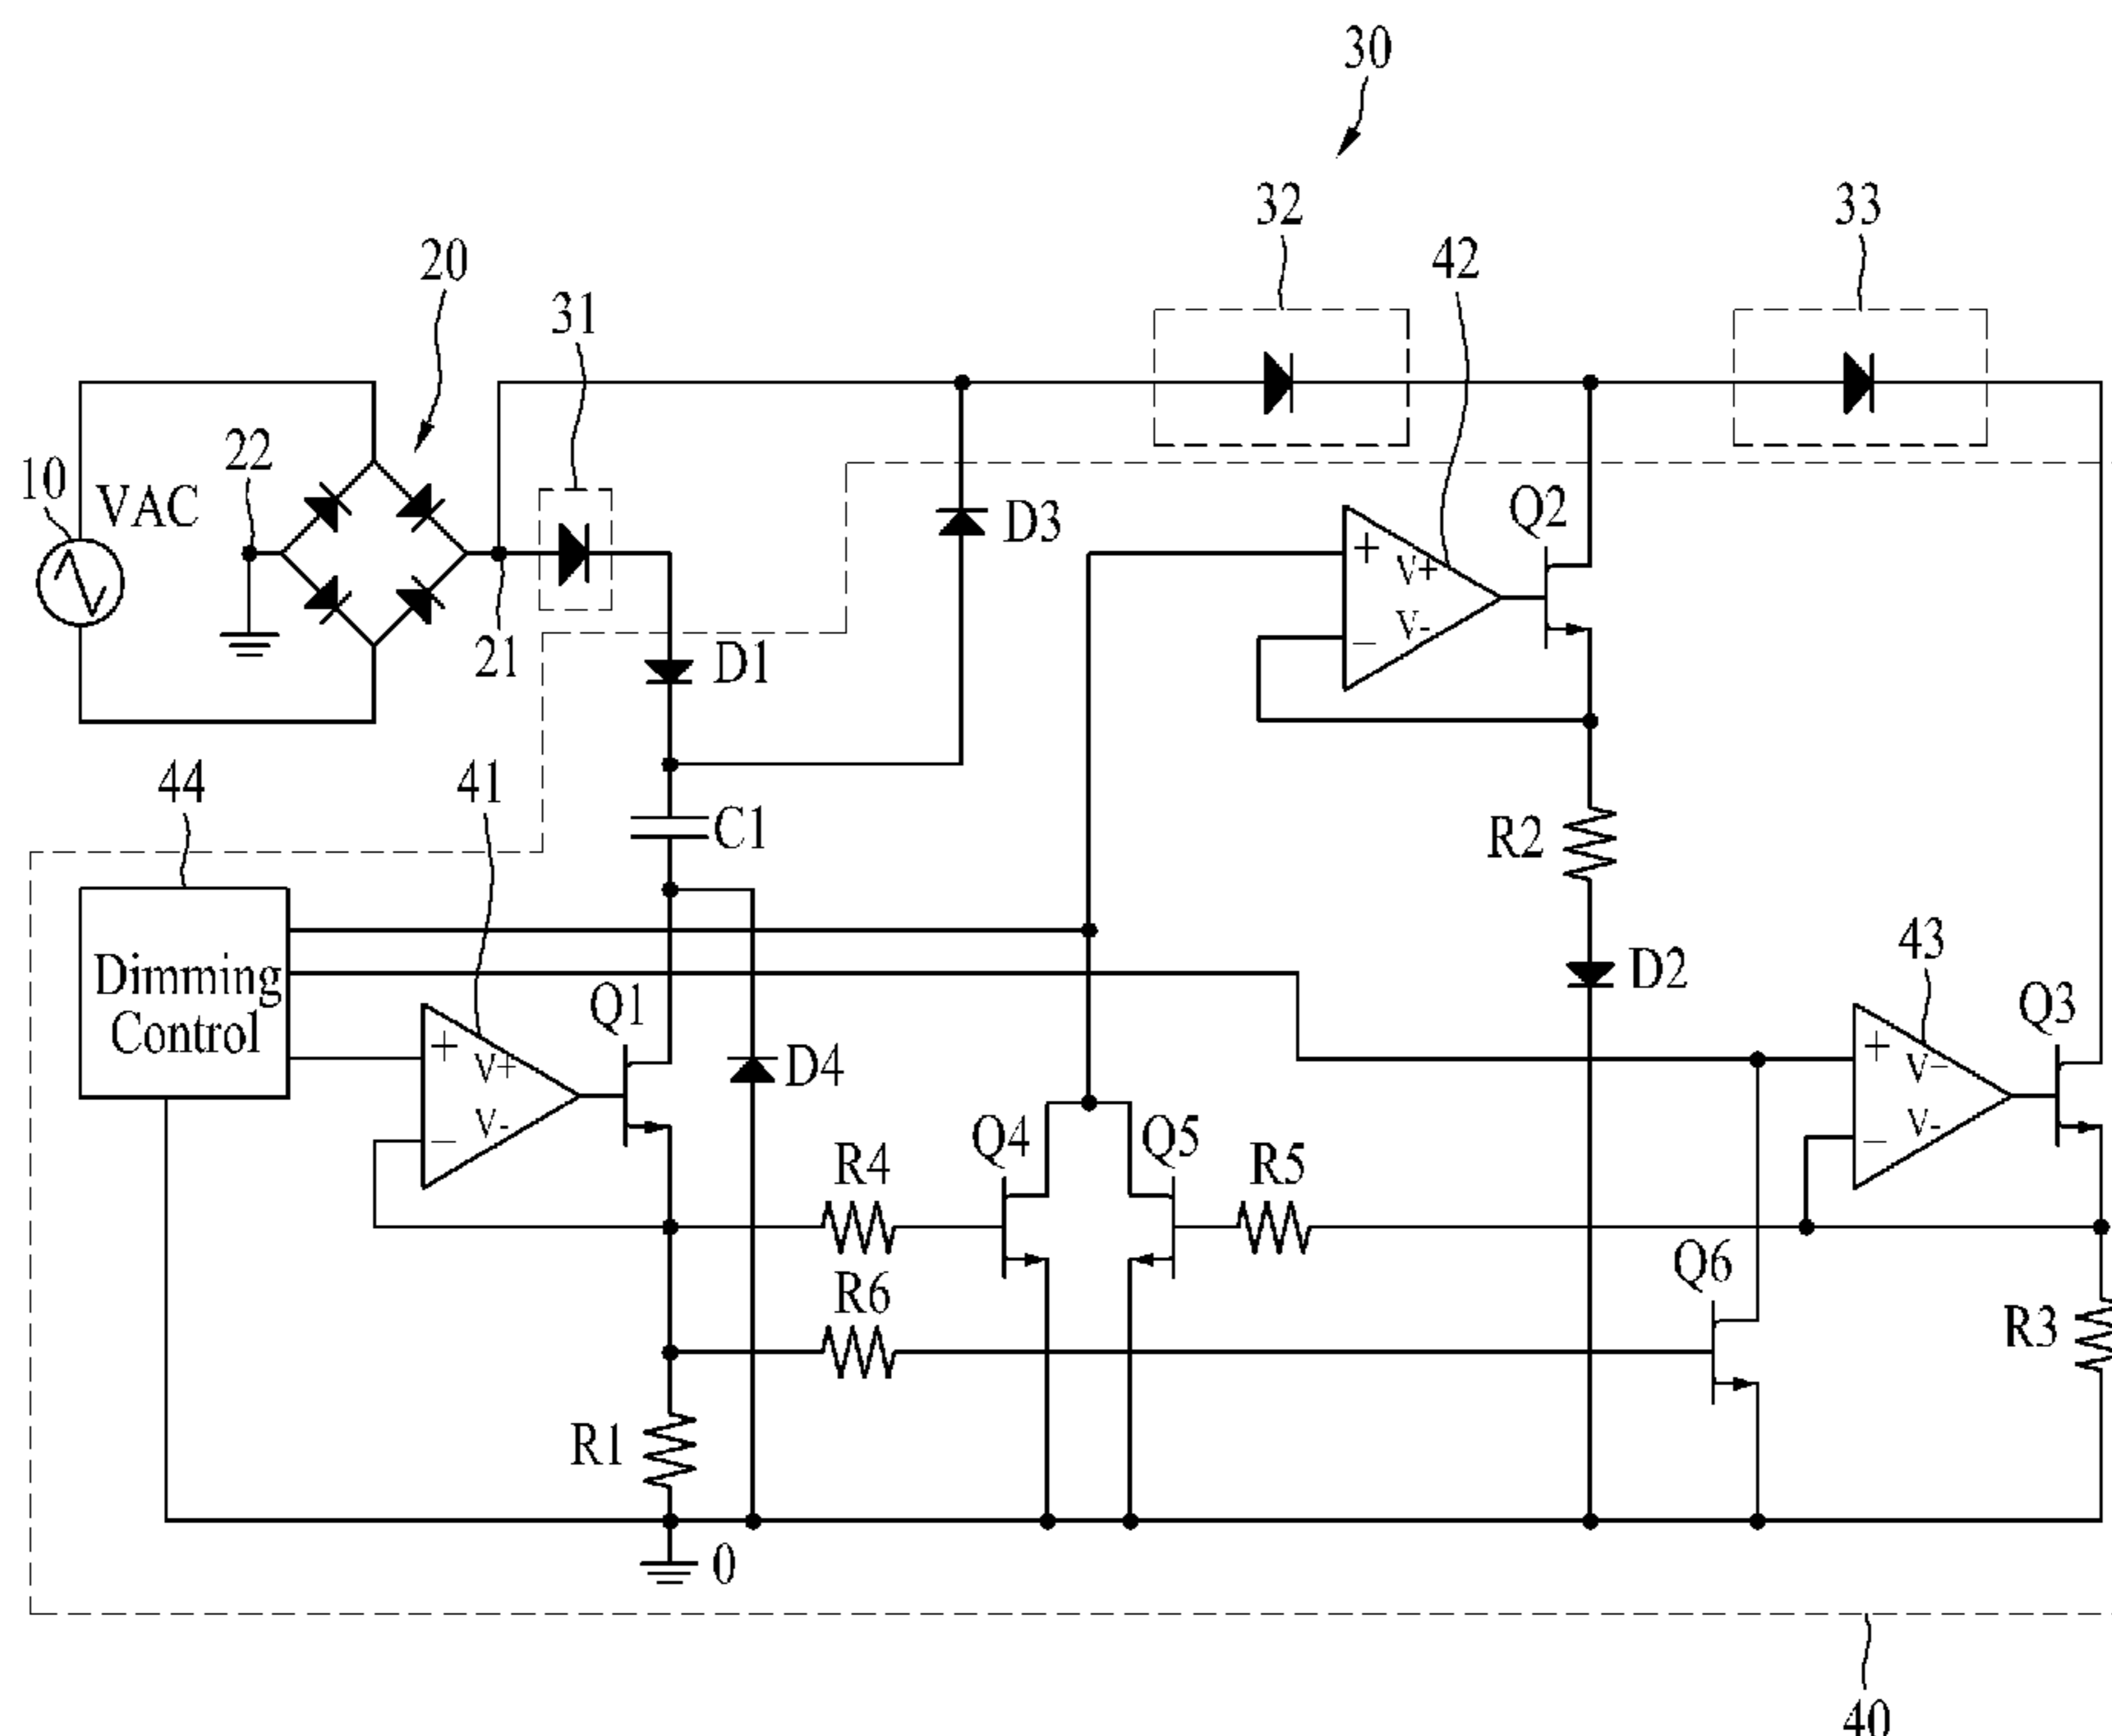 30
32
33
42
20
31
22
10
VAC
Q2
D3
+
V+
V-
–
21
D1
44
41
C1
R2
43
D2
Q3
Dimming
Control
Q1
+
V+
V-
–
D4
+
V–
V-
–
Q4
Q5
R4
R5
Q6
R6
R3
R1
0
40